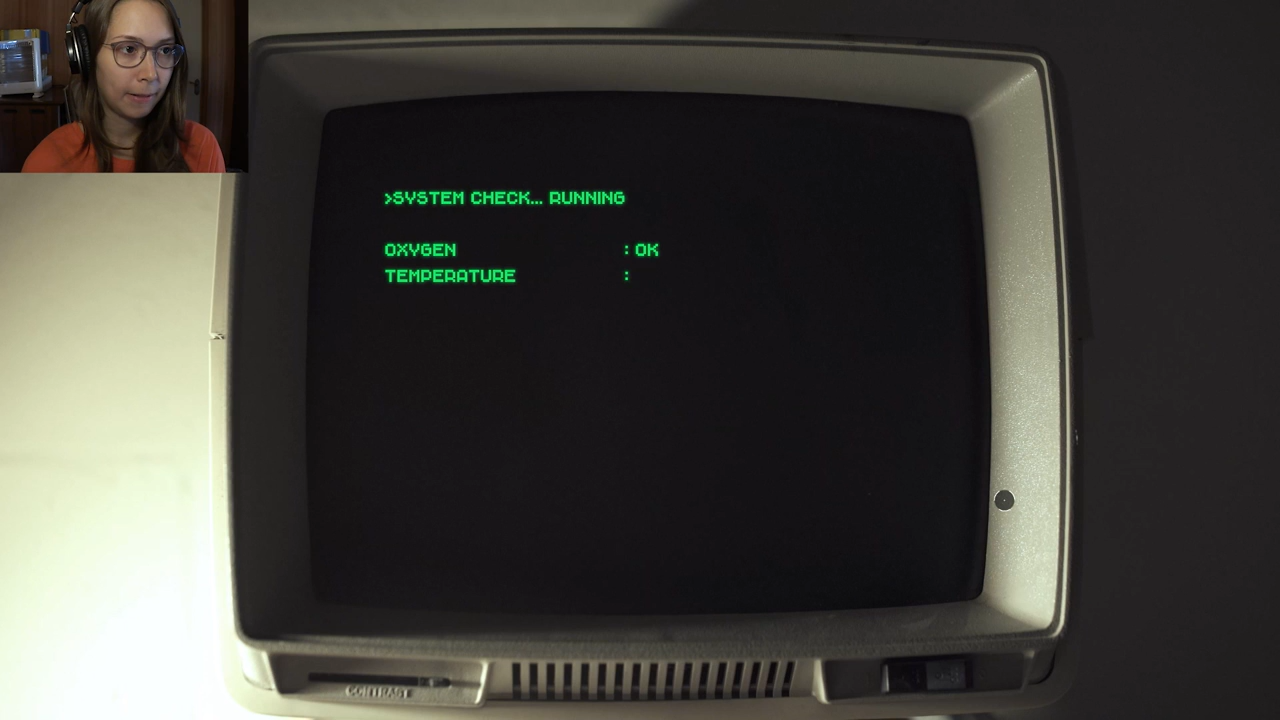 >SYSTEM CHECK... RUNNING
OXYGEN : OK
TEMPERATURE :
CONTRAST